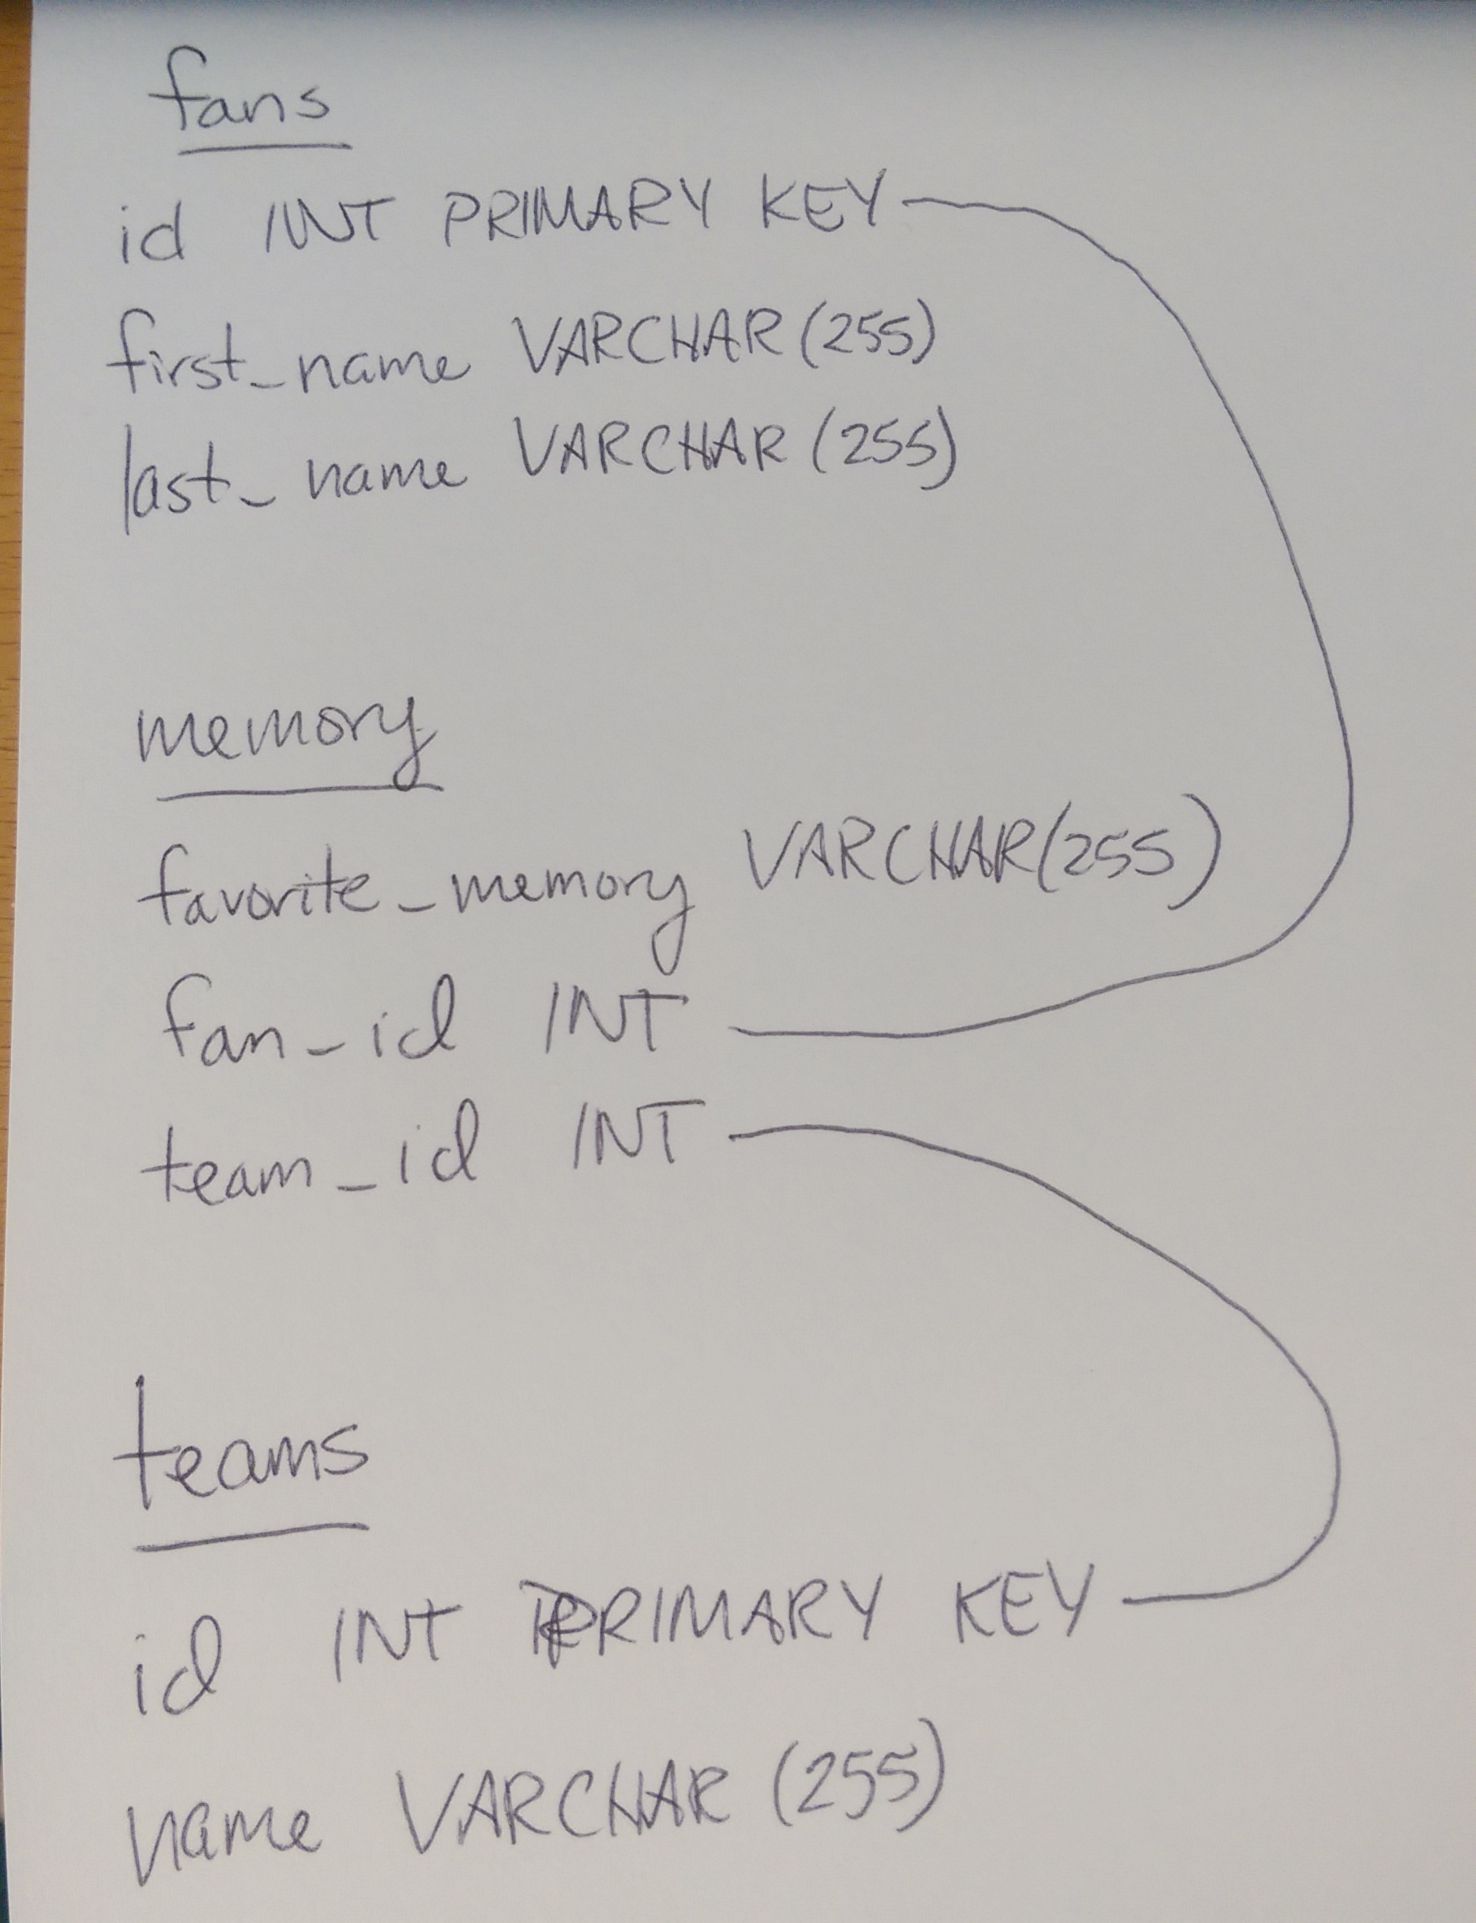 fans
id INT PRIMARY KEY
first_name VARCHAR(255)
last_name VARCHAR(255)
memory
favorite_memory VARCHAR(255)
fan_id INT
team_id INT
teams
id INT PRIMARY KEY
name VARCHAR (255)